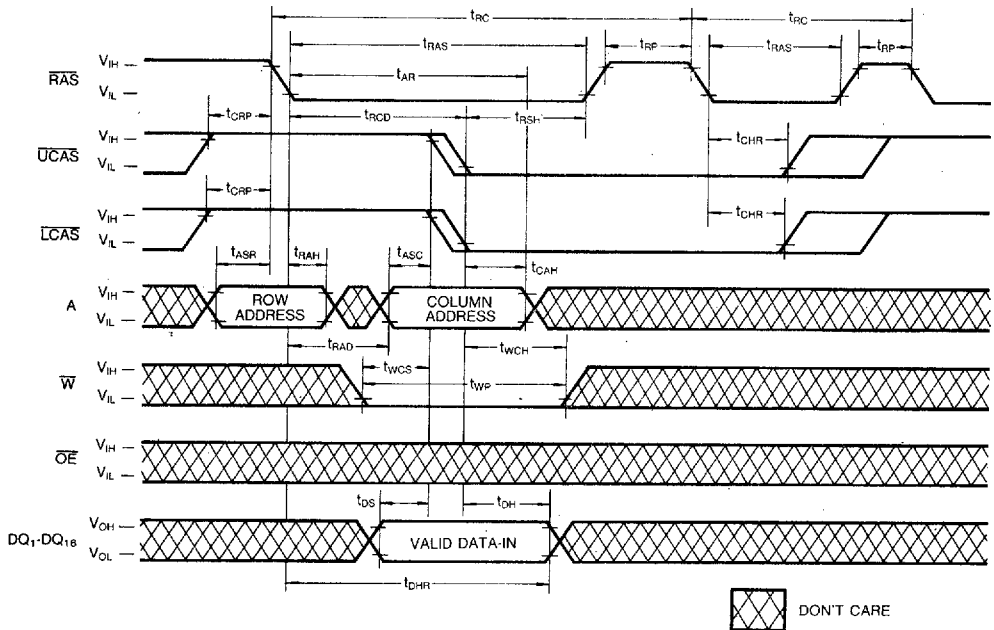 tRC tRC
tRAS tRP tRAS tRP
tAR
RAS VIH
VIL
tCRP tRCD tRSH
UCAS VIH tCHR
VIL
tCRP
LCAS VIH tCHR
VIL
tASR tRAH tASC tCAH
A VIH ROW ADDRESS COLUMN ADDRESS
VIL
tRAD tWCH
tWCS
W VIH tWP
VIL
OE VIH
VIL
tDS tDH
DQ1-DQ16 VOH VALID DATA-IN
VOL
tDHR
DON'T CARE